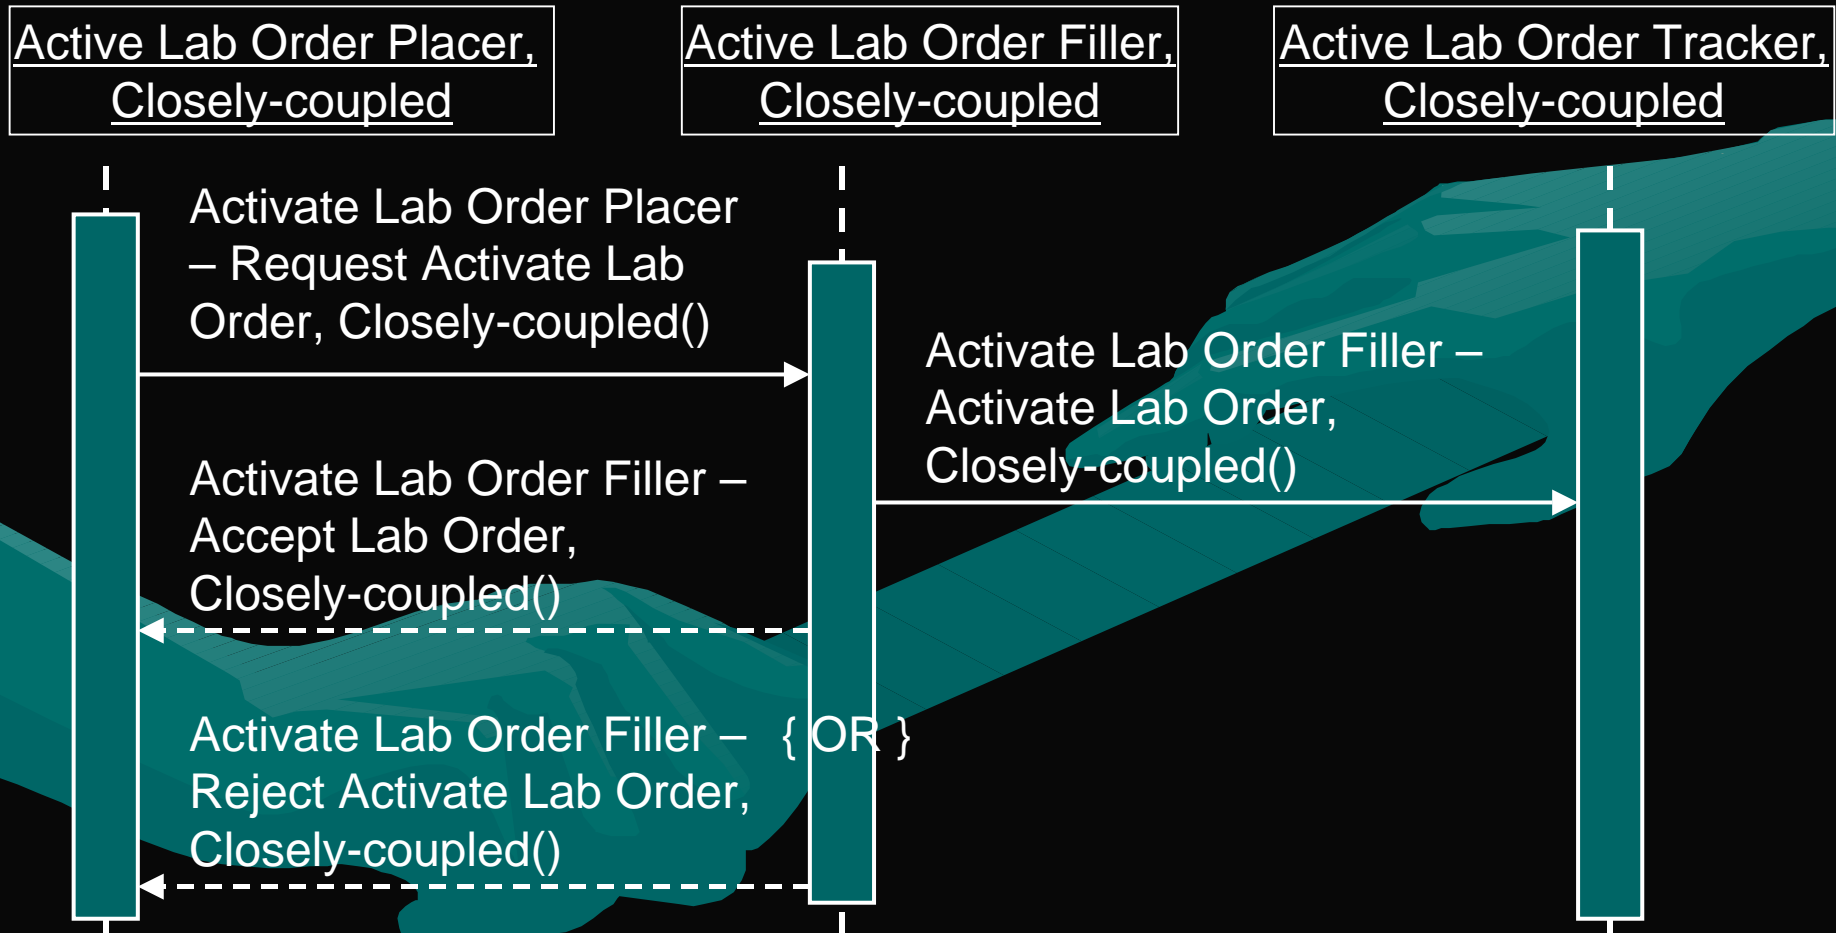 Active Lab Order Placer,
Closely-coupled
Active Lab Order Filler,
Closely-coupled
Active Lab Order Tracker,
Closely-coupled
Activate Lab Order Placer
– Request Activate Lab
Order, Closely-coupled()
Activate Lab Order Filler –
Activate Lab Order,
Closely-coupled()
Activate Lab Order Filler –
Accept Lab Order,
Closely-coupled()
{ OR }
Activate Lab Order Filler –
Reject Activate Lab Order,
Closely-coupled()